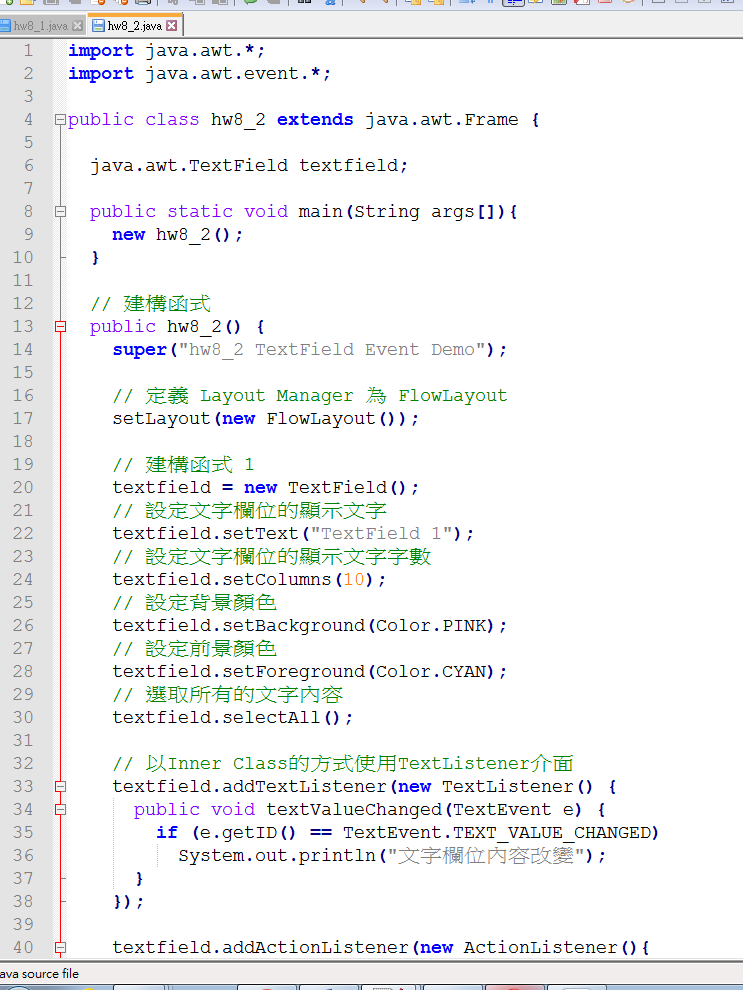 hw8_1.java hw8_2.java
1 import java.awt.*;
2 import java.awt.event.*;
3
4 public class hw8_2 extends java.awt.Frame {
5
6 java.awt.TextField textfield;
7
8 public static void main(String args[]){
9 new hw8_2();
10 }
11
12 // 建構函式
13 public hw8_2() {
14 super("hw8_2 TextField Event Demo");
15
16 // 定義 Layout Manager 為 FlowLayout
17 setLayout(new FlowLayout());
18
19 // 建構函式 1
20 textfield = new TextField();
21 // 設定文字欄位的顯示文字
22 textfield.setText("TextField 1");
23 // 設定文字欄位的顯示文字字數
24 textfield.setColumns(10);
25 // 設定背景顏色
26 textfield.setBackground(Color.PINK);
27 // 設定前景顏色
28 textfield.setForeground(Color.CYAN);
29 // 選取所有的文字內容
30 textfield.selectAll();
31
32 // 以Inner Class的方式使用TextListener介面
33 textfield.addTextListener(new TextListener() {
34 public void textValueChanged(TextEvent e) {
35 if (e.getID() == TextEvent.TEXT_VALUE_CHANGED)
36 System.out.println("文字欄位內容改變");
37 }
38 });
39
40 textfield.addActionListener(new ActionListener(){
ava source file